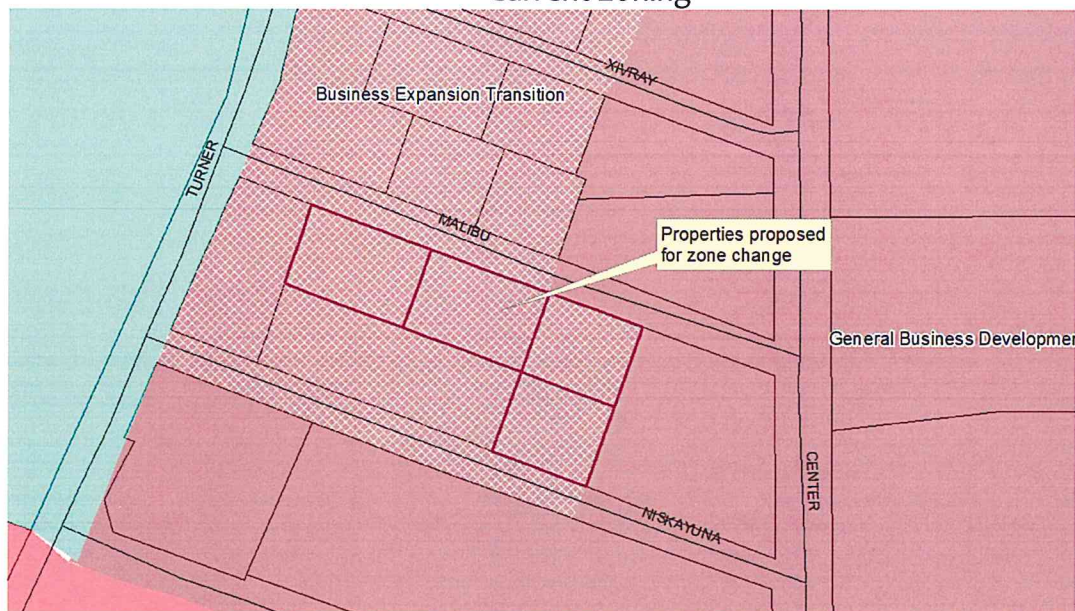 XIVRAY
Business Expansion Transition
TURNER
MALIBU
Properties proposed
for zone change
General Business Developmen
CENTER
NISKAYUNA